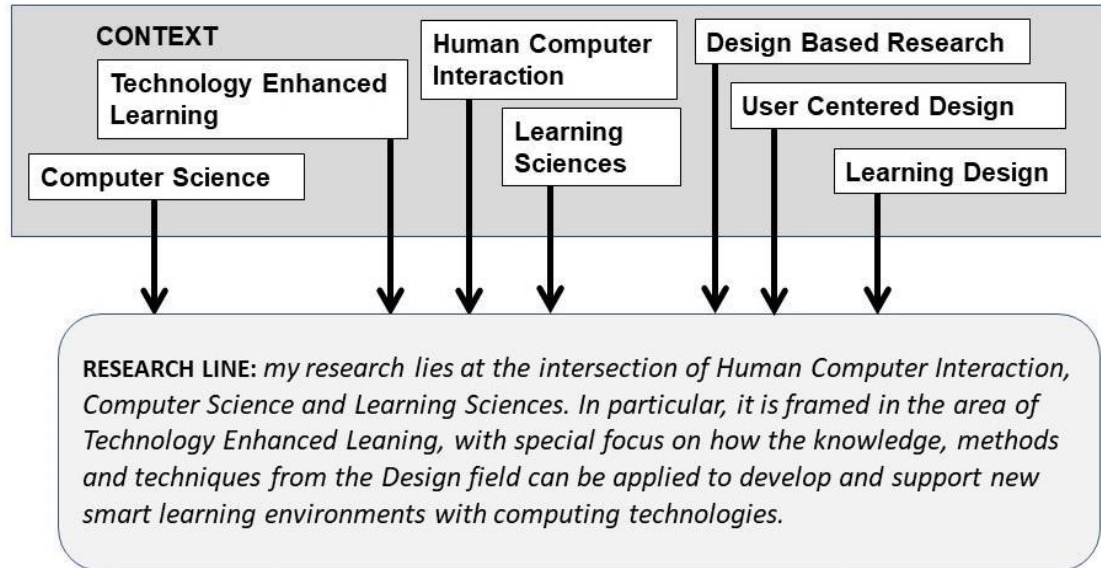 CONTEXT
Technology Enhanced
Learning
Computer Science
Human Computer
Interaction
Learning
Sciences
Design Based Research
User Centered Design
Learning Design
RESEARCH LINE: my research lies at the intersection of Human Computer Interaction,
Computer Science and Learning Sciences. In particular, it is framed in the area of
Technology Enhanced Leaning, with special focus on how the knowledge, methods
and techniques from the Design field can be applied to develop and support new
smart learning environments with computing technologies.